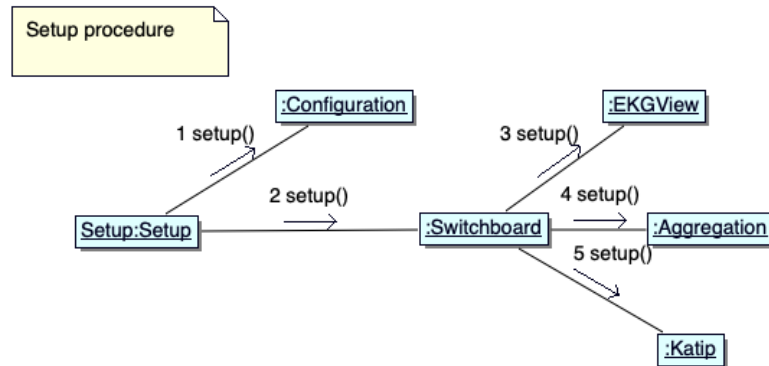 Setup procedure
:Configuration
:EKGView
1 setup()
3 setup()
2 setup()
4 setup()
Setup:Setup
:Switchboard
:Aggregation
5 setup()
:Katip